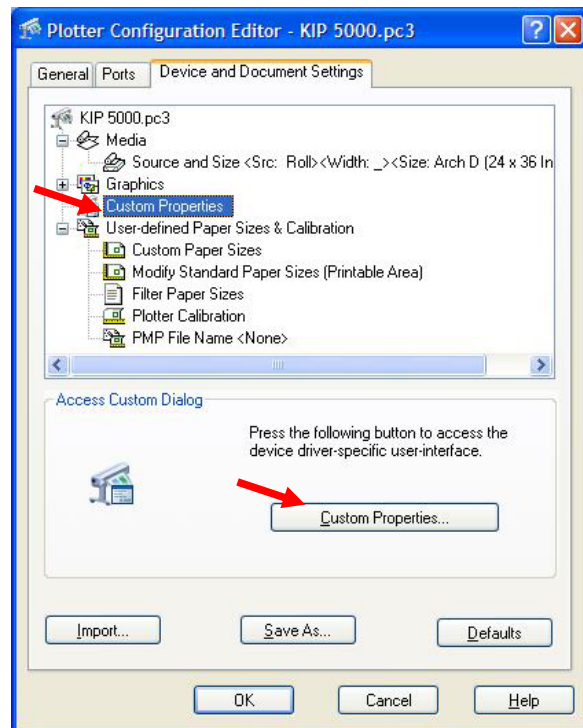 Plotter Configuration Editor - KIP 5000.pc3
General Ports Device and Document Settings
KIP 5000.pc3
Media
Source and Size <Src: Roll><Width: _><Size: Arch D (24 x 36 In
Graphics
Custom Properties
User-defined Paper Sizes & Calibration
Custom Paper Sizes
Modify Standard Paper Sizes (Printable Area)
Filter Paper Sizes
Plotter Calibration
PMP File Name <None>
Access Custom Dialog
Press the following button to access the
device driver-specific user-interface.
Custom Properties...
Import... Save As... Defaults
OK Cancel Help